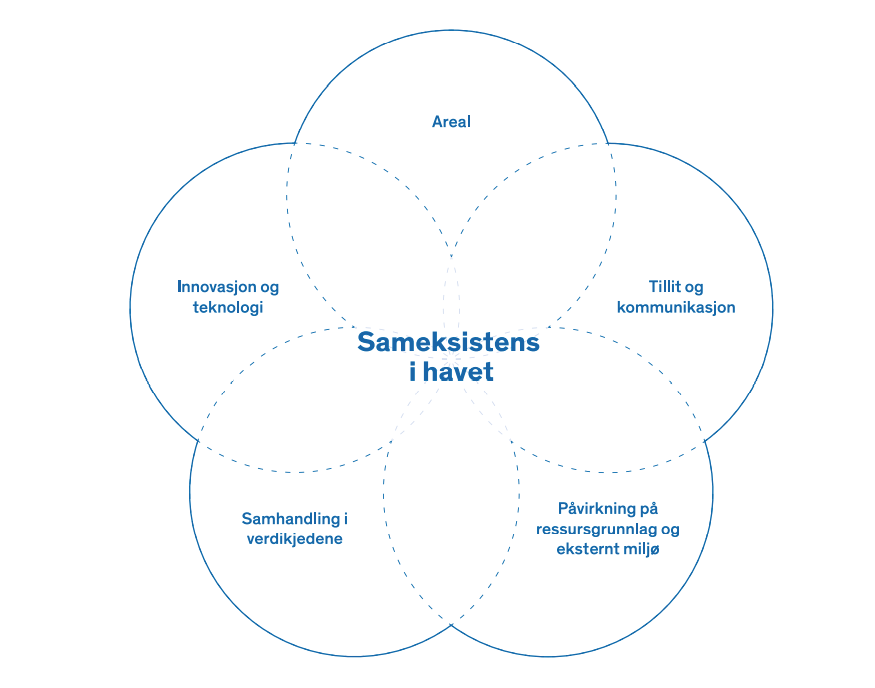 Areal
Innovasjon og
teknologi
Tillit og
kommunikasjon
Sameksistens
i havet
Samhandling i
verdikjedene
Påvirkning på
ressursgrunnlag og
eksternt miljø